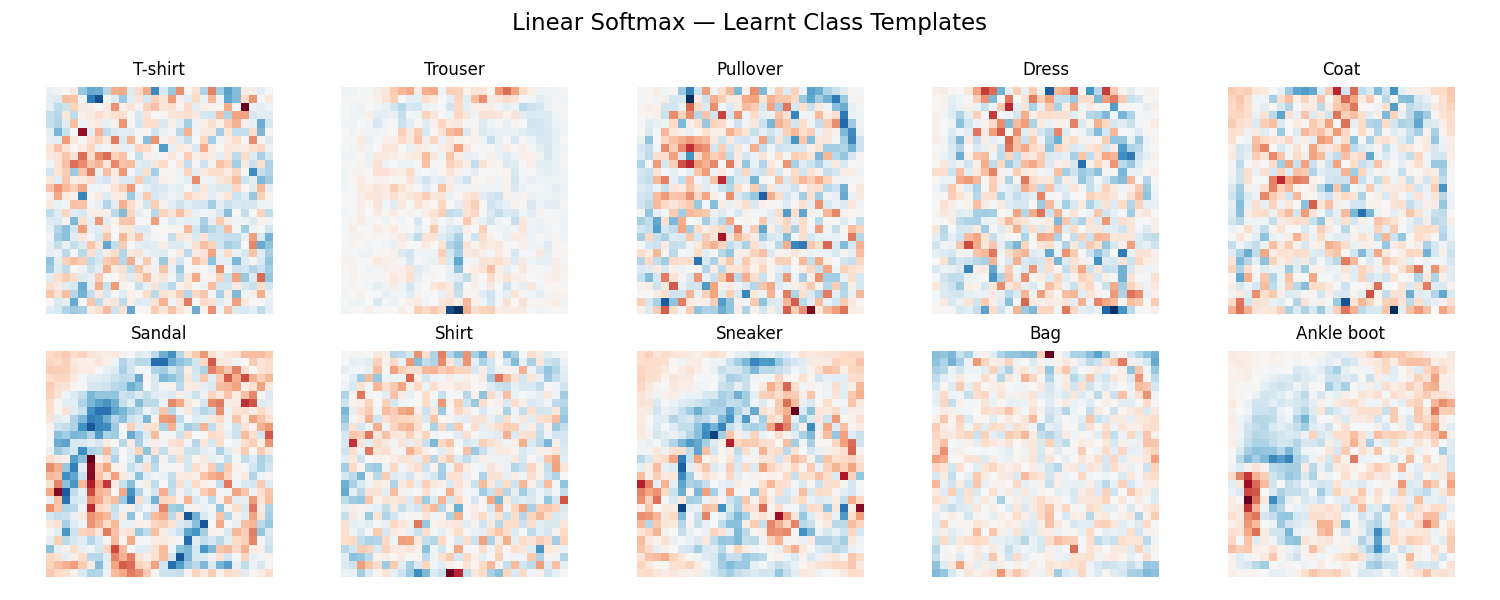 Linear Softmax — Learnt Class Templates
T-shirt Trouser Pullover Dress Coat
Sandal Shirt Sneaker Bag Ankle boot